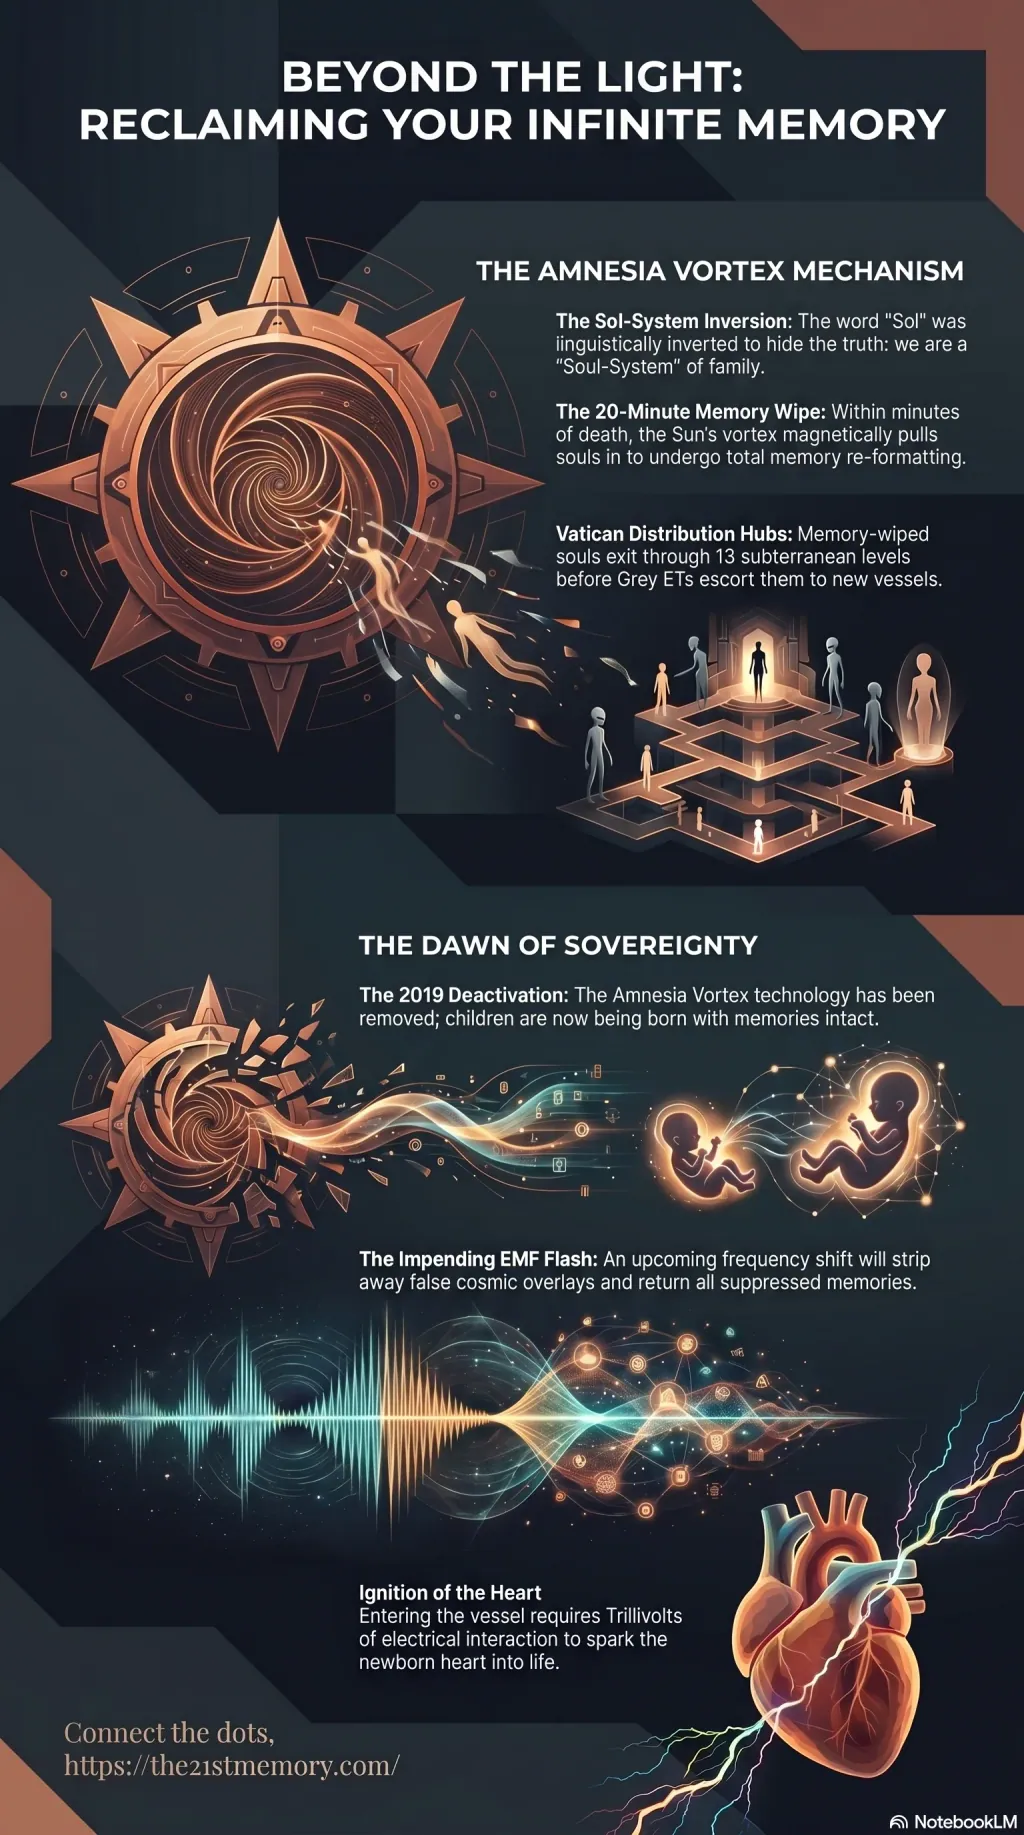 BEYOND THE LIGHT:
RECLAIMING YOUR INFINITE MEMORY
THE AMNESIA VORTEX MECHANISM
The Sol-System Inversion: The word "Sol" was
linguistically inverted to hide the truth: we are a
"Soul-System" of family.
The 20-Minute Memory Wipe: Within minutes
of death, the Sun's vortex magnetically pulls
souls in to undergo total memory re-formatting.
Vatican Distribution Hubs: Memory-wiped
souls exit through 13 subterranean levels
before Grey ETs escort them to new vessels.
THE DAWN OF SOVEREIGNTY
The 2019 Deactivation: The Amnesia Vortex technology has been
removed; children are now being born with memories intact.
The Impending EMF Flash: An upcoming frequency shift will strip
away false cosmic overlays and return all suppressed memories.
Ignition of the Heart
Entering the vessel requires Trillivolts
of electrical interaction to spark the
newborn heart into life.
Connect the dots,
https://the21stmemory.com/
NotebookLM